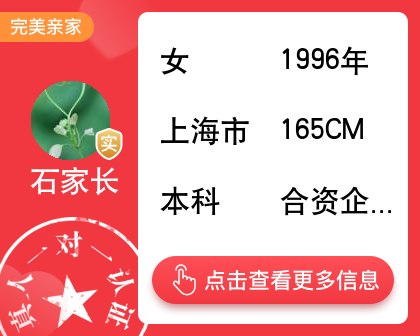 完美亲家
女 1996年
上海市 165CM
本科 合资企...
实
石家长
点击查看更多信息
真人一对一认证